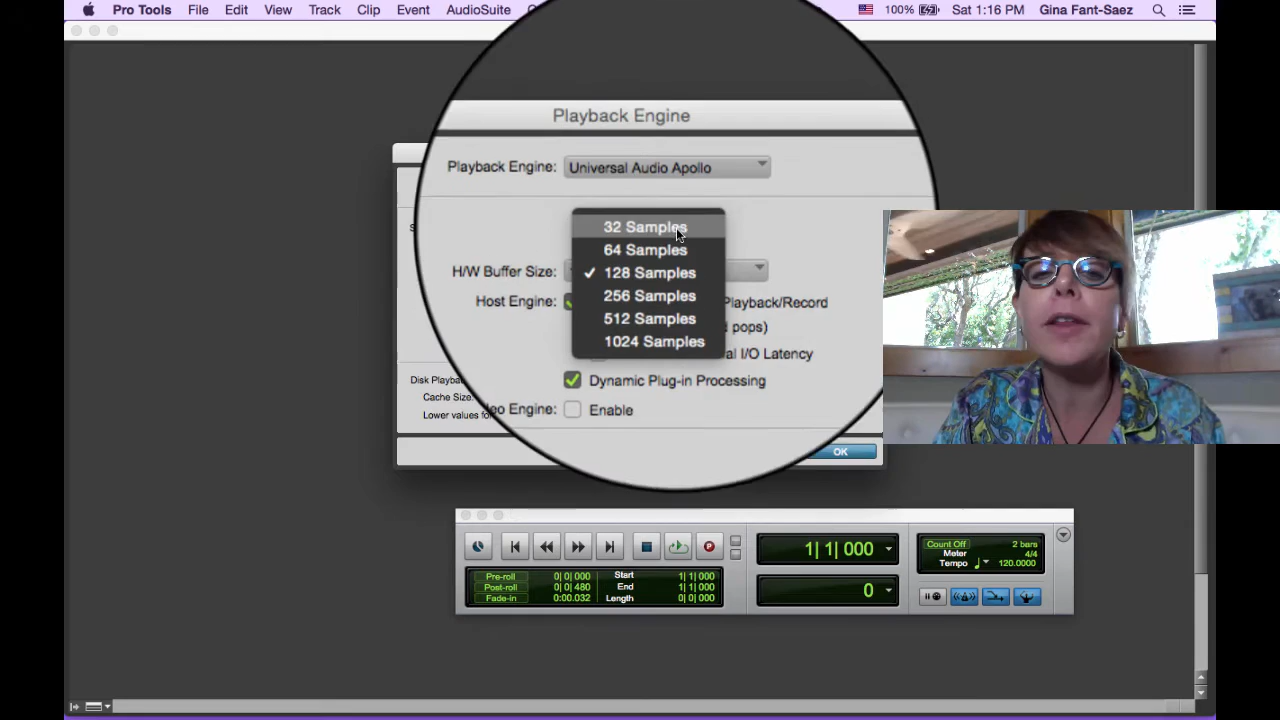 Pro Tools File Edit View Track Clip Event AudioSuite 100% Sat 1:16 PM Gina Fant-Saez
Playback Engine
Playback Engine: Universal Audio Apollo
32 Samples
64 Samples
H/W Buffer Size: 128 Samples
256 Samples
Host Engine: Playback/Record
512 Samples
pops)
1024 Samples
I/O Latency
Disk Playba
Dynamic Plug-in Processing
Cache Size:
Engine: Enable
Lower values fo
OK
1| 1| 000
Count Off 2 bars
Meter 4/4
Tempo 120.0000
Pre-roll 0| 0| 000 Start 1| 1| 000
Post-roll 0| 0| 480 End 1| 1| 000
Fade-in 0:00.032 Length 0| 0| 000
0